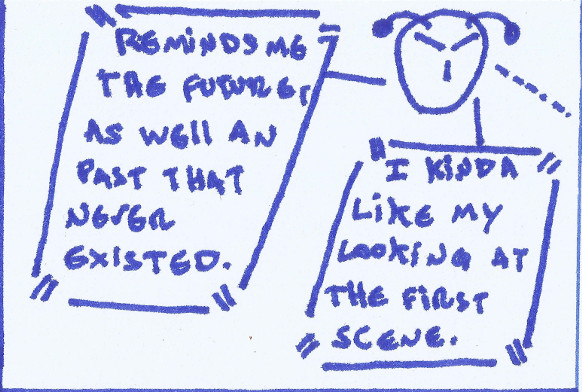 REMINDS ME
THE FUTURE,
AS WEll AN
PAST THAT
NEVER
EXISTED.
I KINDA
LIKE MY
LOOKING AT
THE FIRST
SCENE.